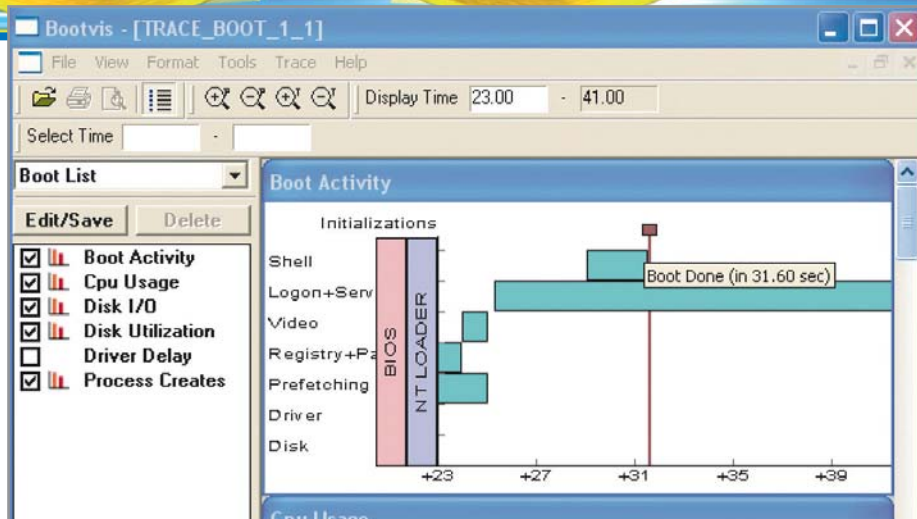 Bootvis - [TRACE_BOOT_1_1]
File View Format Tools Trace Help
Display Time 23.00 - 41.00
Select Time -
Boot List
Edit/Save Delete
Boot Activity
Cpu Usage
Disk I/O
Disk Utilization
Driver Delay
Process Creates
Boot Activity
Initializations
Shell
Logon+Serv
Video
Registry+Pa
Prefetching
Driver
Disk
BIOS
NT LOADER
Boot Done (in 31.60 sec)
+23 +27 +31 +35 +39
Cpu Usage